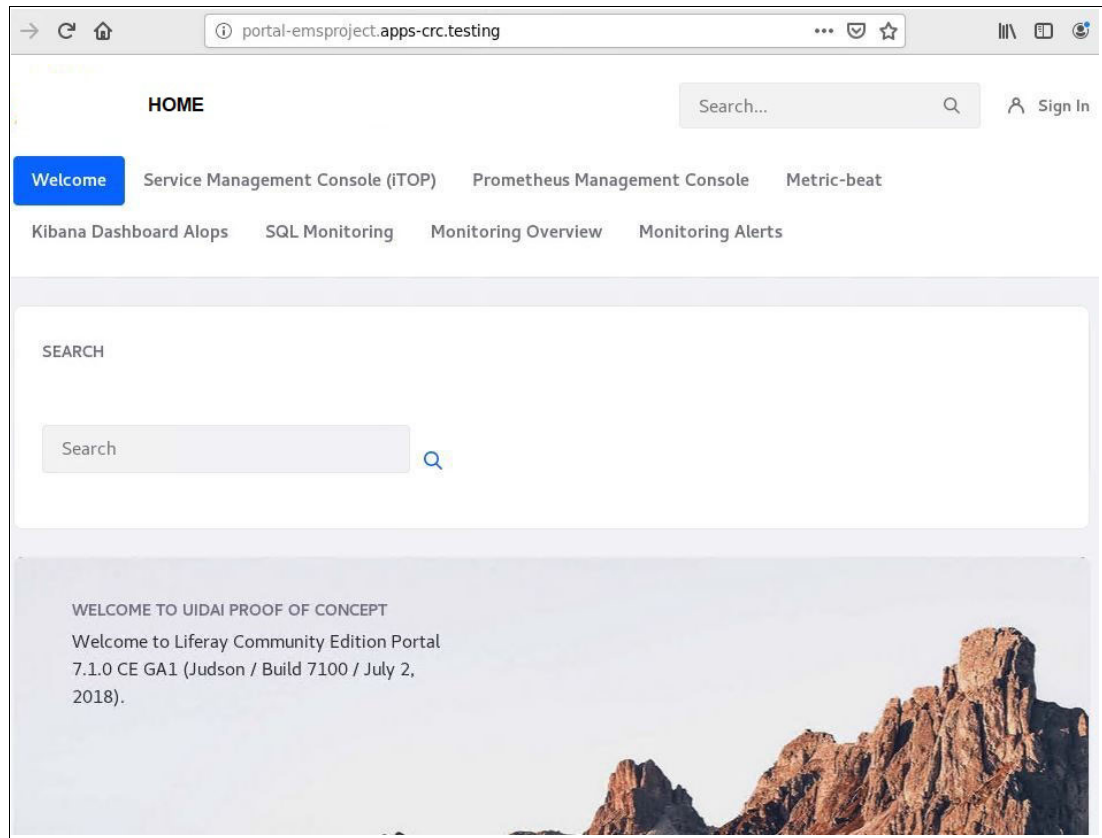 portal-emsproject.apps-crc.testing
HOME
Search...
Sign In
Welcome
Service Management Console (iTOP)
Prometheus Management Console
Metric-beat
Kibana Dashboard AIops
SQL Monitoring
Monitoring Overview
Monitoring Alerts
SEARCH
Search
WELCOME TO UIDAI PROOF OF CONCEPT
Welcome to Liferay Community Edition Portal
7.1.0 CE GA1 (Judson / Build 7100 / July 2,
2018).